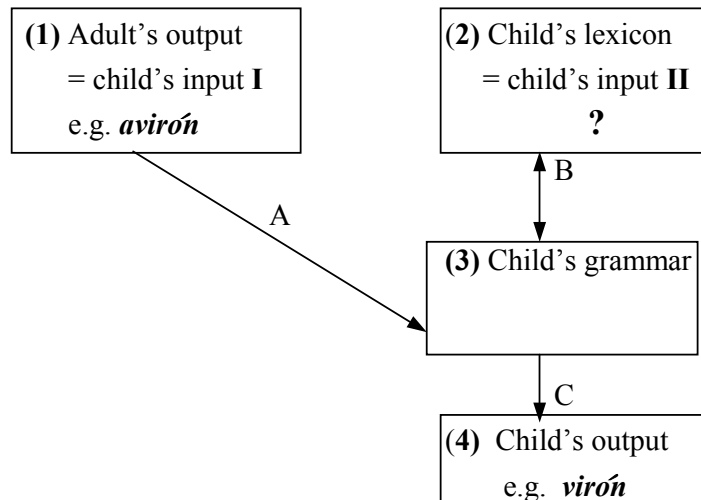 (1) Adult's output
= child's input I
e.g. avirón
(2) Child's lexicon
= child's input II
?
A
B
(3) Child's grammar
C
(4) Child's output
e.g. virón